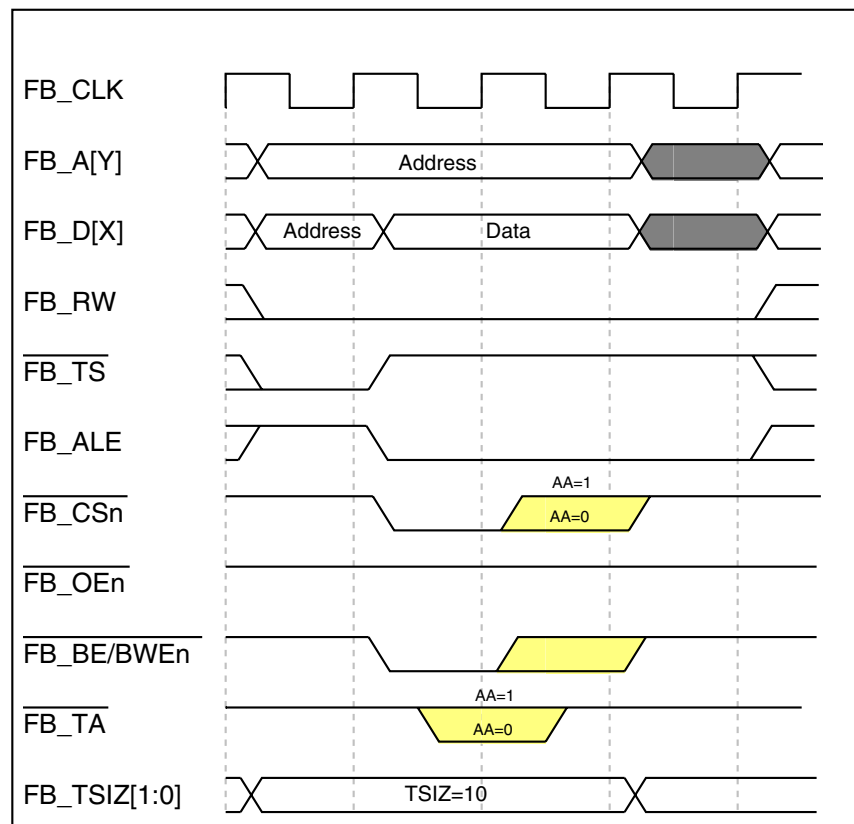 FB_CLK
FB_A[Y]
Address
FB_D[X]
Address
Data
FB_RW
FB_TS
FB_ALE
AA=1
FB_CSn
AA=0
FB_OEn
FB_BE/BWEn
AA=1
FB_TA
AA=0
FB_TSIZ[1:0]
TSIZ=10